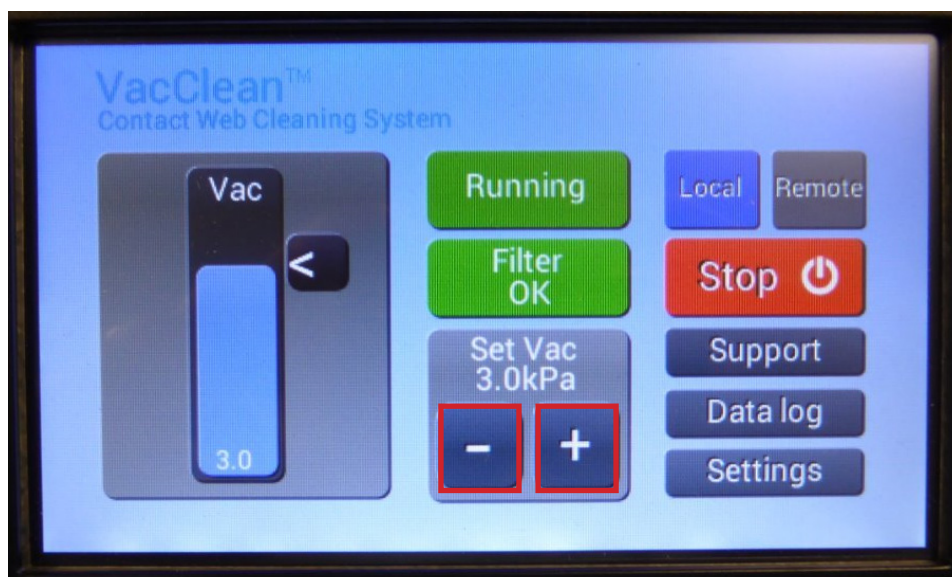 VacClean™
Contact Web Cleaning System
Vac
<
3.0
Running
Filter
OK
Set Vac
3.0kPa
- +
Local Remote
Stop
Support
Data log
Settings